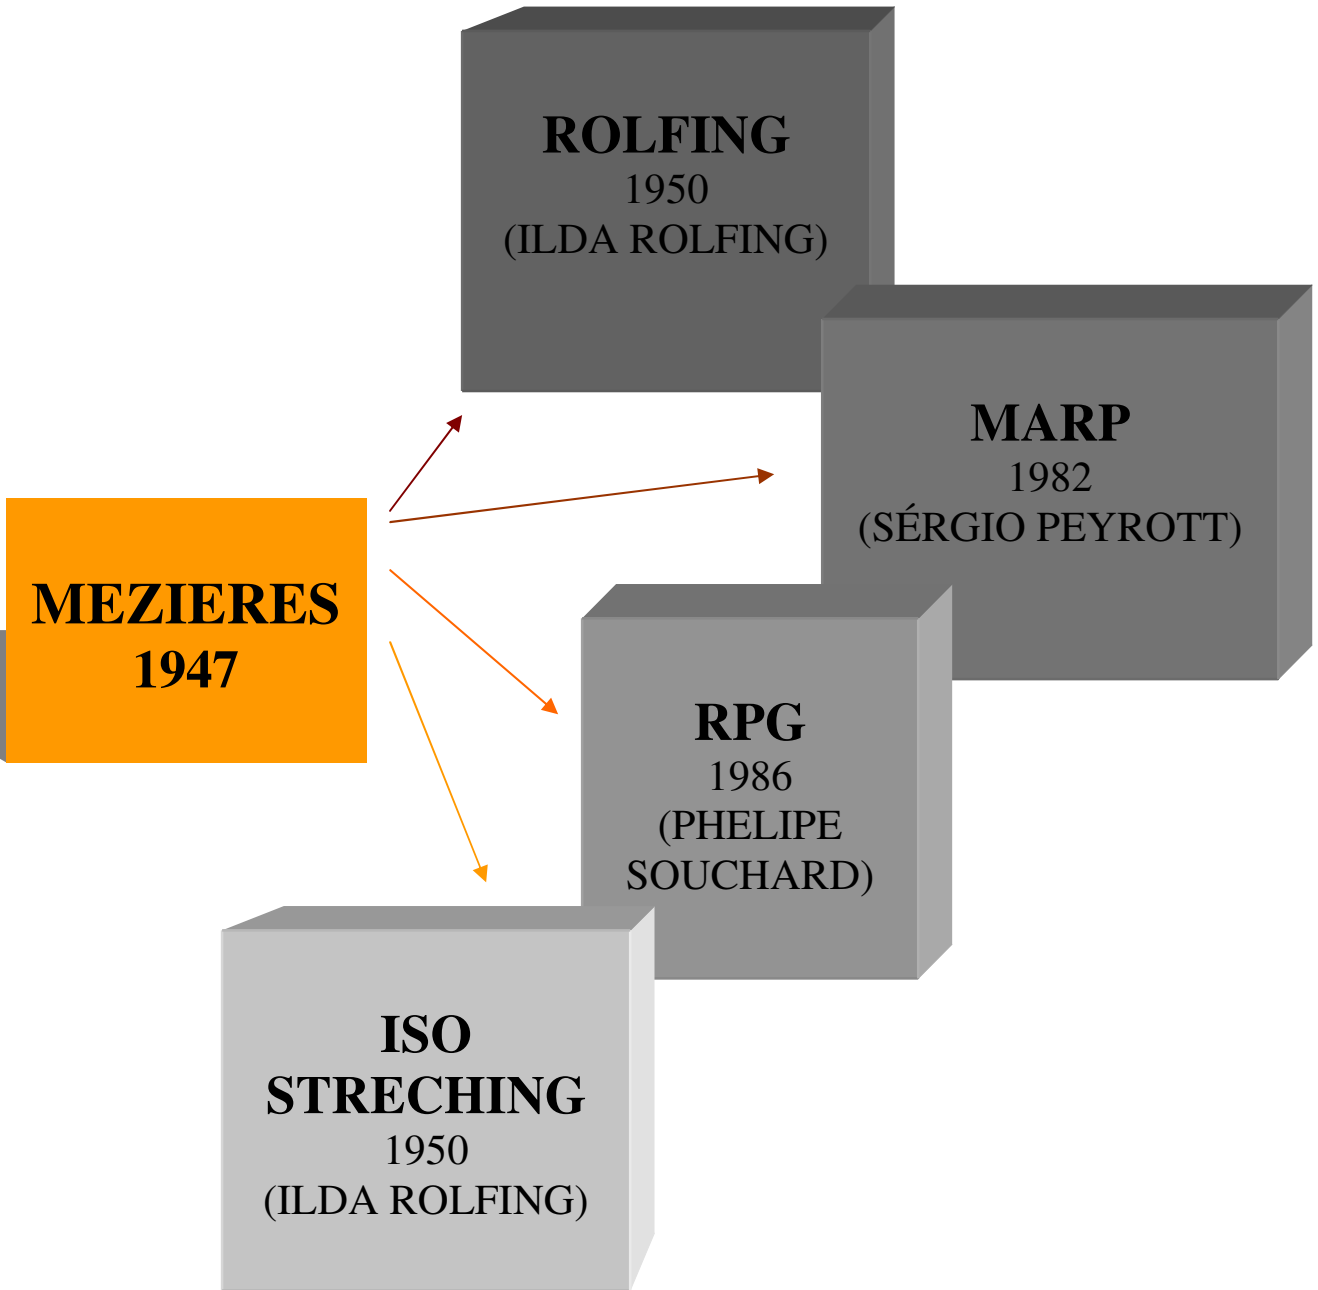 ROLFING
1950
(ILDA ROLFING)
MARP
1982
(SÉRGIO PEYROTT)
MEZIERES
1947
RPG
1986
(PHELIPE
SOUCHARD)
ISO
STRECHING
1950
(ILDA ROLFING)